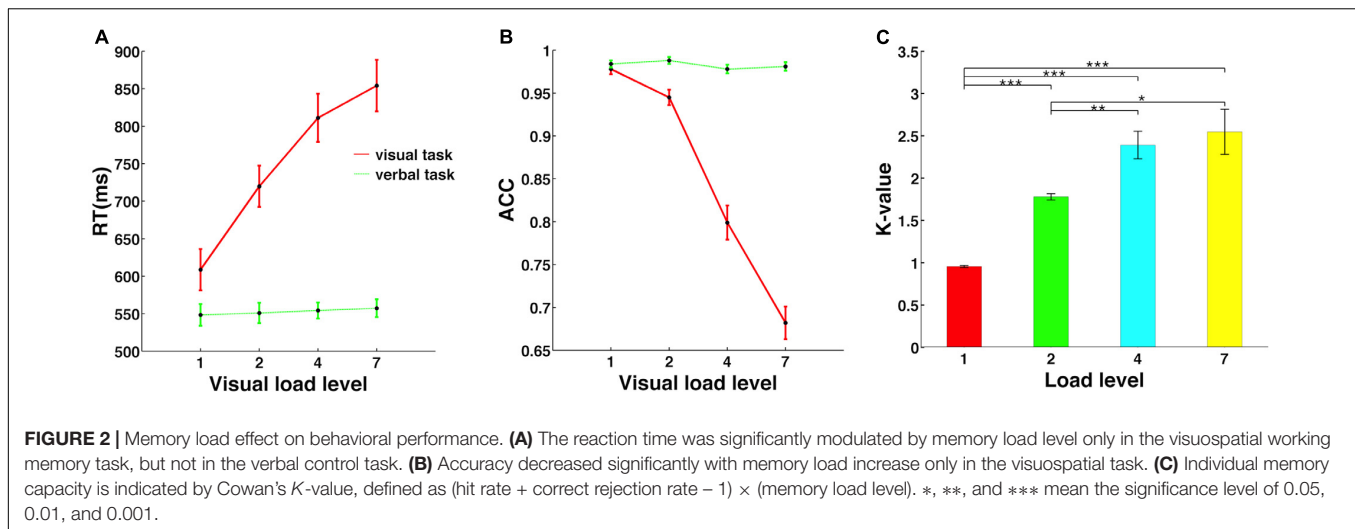 A
900
850
800
750
700
650
600
550
500
RT(ms)
1 2 4 7
Visual load level
visual task
verbal task
B
1
0.95
0.9
0.85
0.8
0.75
0.7
0.65
ACC
1 2 4 7
Visual load level
C
3.5
3
2.5
2
1.5
1
0.5
0
K-value
***
***
***
*
**
1 2 4 7
Load level
FIGURE 2 | Memory load effect on behavioral performance. (A) The reaction time was significantly modulated by memory load level only in the visuospatial working
memory task, but not in the verbal control task. (B) Accuracy decreased significantly with memory load increase only in the visuospatial task. (C) Individual memory
capacity is indicated by Cowan's K-value, defined as (hit rate + correct rejection rate – 1) × (memory load level). *, **, and *** mean the significance level of 0.05,
0.01, and 0.001.